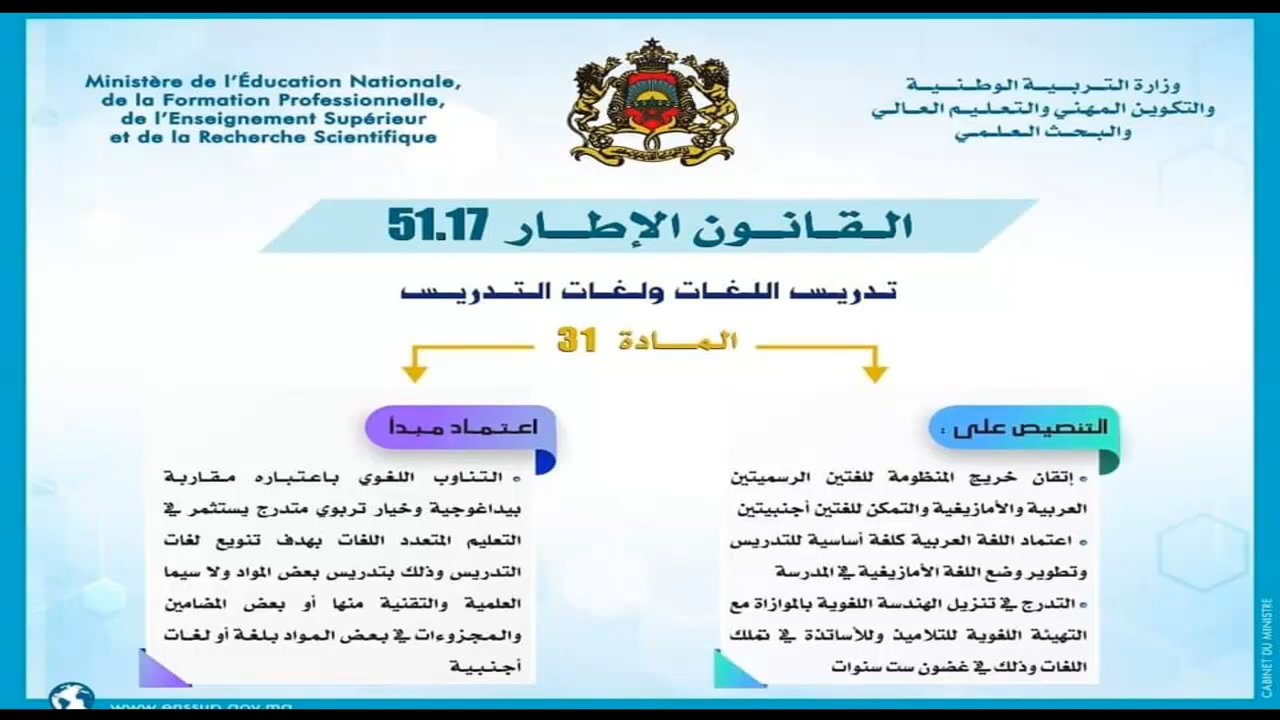 Ministère de l'Éducation Nationale,
de la Formation Professionnelle,
de l'Enseignement Supérieur
et de la Recherche Scientifique
وزارة التربية الوطنية
والتكوين المهني والتعليم العالي
والبحث العلمي
القانون الإطار 51.17
تدريس اللغات ولغات التدريس
المادة 31
التنصيص على :
إتقان خريج المنظومة للغتين الرسميتين
العربية والأمازيغية والتمكن للغتين أجنبيتين
اعتماد اللغة العربية كلغة أساسية للتدريس
وتطوير وضع اللغة الأمازيغية في المدرسة
التدرج في تنزيل الهندسة اللغوية بالموازاة مع
التهيئة اللغوية للتلاميذ وللأساتذة في تملك
اللغات وذلك في غضون ست سنوات
اعتماد مبدأ
التناوب اللغوي باعتباره مقاربة
بيداغوجية وخيار تربوي متدرج يستثمر في
التعليم المتعدد اللغات بهدف تنويع لغات
التدريس وذلك بتدريس بعض المواد ولا سيما
العلمية والتقنية منها أو بعض المضامين
والمجزوءات في بعض المواد بلغة أو لغات
أجنبية
CABINET DU MINISTRE
www.enssup.gov.ma